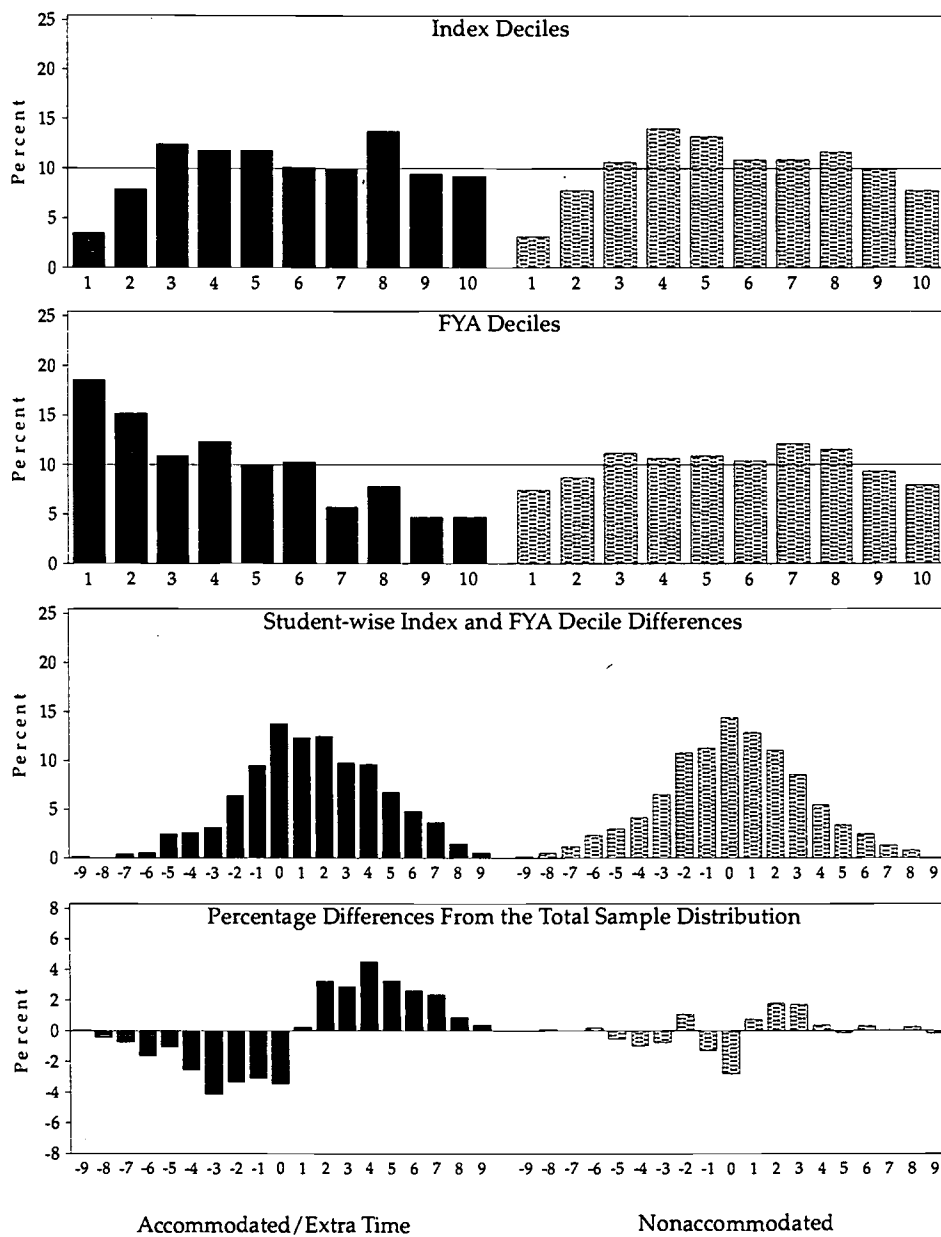 Index Deciles
Percent
25
20
15
10
5
0
1 2 3 4 5 6 7 8 9 10 1 2 3 4 5 6 7 8 9 10
FYA Deciles
Percent
25
20
15
10
5
0
1 2 3 4 5 6 7 8 9 10 1 2 3 4 5 6 7 8 9 10
Student-wise Index and FYA Decile Differences
Percent
25
20
15
10
5
0
-9 -8 -7 -6 -5 -4 -3 -2 -1 0 1 2 3 4 5 6 7 8 9 -9 -8 -7 -6 -5 -4 -3 -2 -1 0 1 2 3 4 5 6 7 8 9
Percentage Differences From the Total Sample Distribution
Percent
8
6
4
2
0
-2
-4
-6
-8
-9 -8 -7 -6 -5 -4 -3 -2 -1 0 1 2 3 4 5 6 7 8 9 -9 -8 -7 -6 -5 -4 -3 -2 -1 0 1 2 3 4 5 6 7 8 9
Accommodated/Extra Time Nonaccommodated